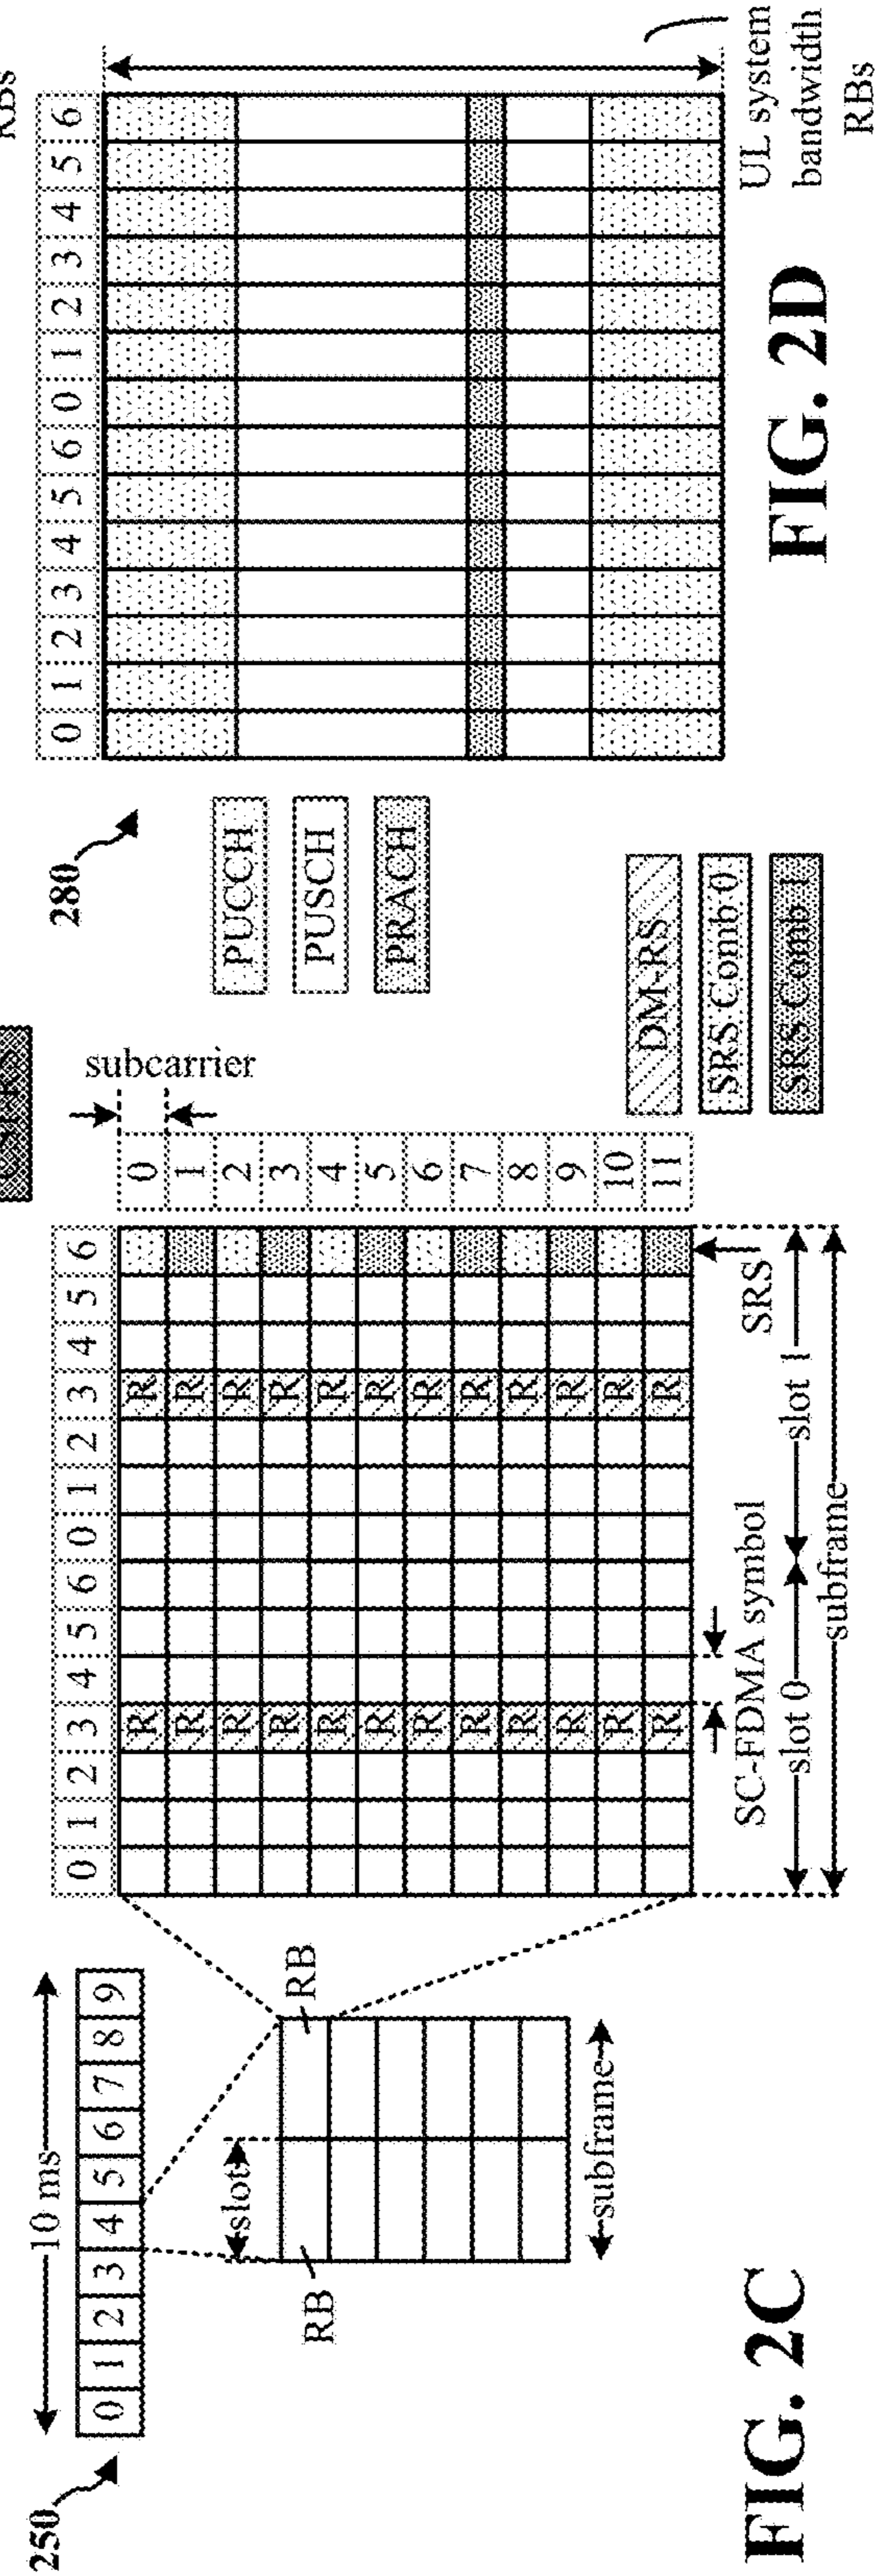 250
10 ms
0 1 2 3 4 5 6 7 8 9
RB
RB
slot
subframe
FIG. 2C
0 1 2 3 4 5 6 0 1 2 3 4 5 6
R R
R R
R R
R R
R R
R R
R R
R R
R R
R R
R R
R R
subcarrier
0
1
2
3
4
5
6
7
8
9
10
11
SC-FDMA symbol
SRS
slot 0
slot 1
subframe
DM-RS
SRS Comb 0
SRS Comb 1
280
PUCCH
PUSCH
PRACH
0 1 2 3 4 5 6 0 1 2 3 4 5 6
UL system
bandwidth
RBs
FIG. 2D
RBs